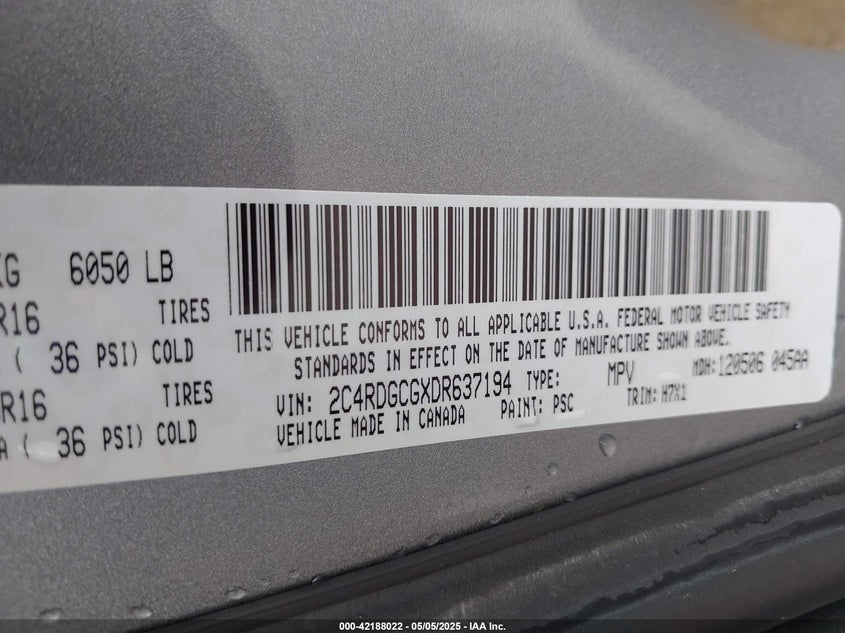 KG 6050 LB
R16 TIRES
( 36 PSI) COLD
R16 TIRES
A ( 36 PSI) COLD
THIS VEHICLE CONFORMS TO ALL APPLICABLE U.S.A. FEDERAL MOTOR VEHICLE SAFETY
STANDARDS IN EFFECT ON THE DATE OF MANUFACTURE SHOWN ABOVE.
VIN: 2C4RDGCGXDR637194 TYPE: MPV MDH:120506 045AA
VEHICLE MADE IN CANADA PAINT: PSC TRIM: H7X1
000-42188022 - 05/05/2025 - IAA Inc.